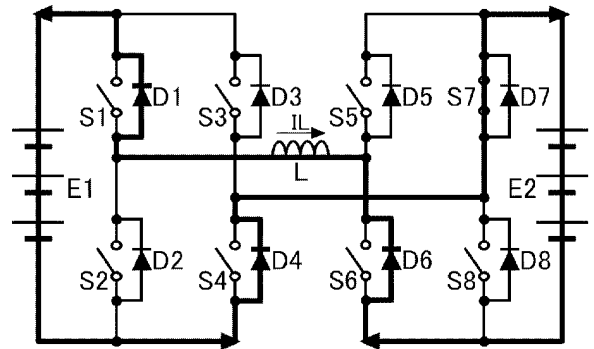 S1 D1 S3 D3 S5 D5 S7 D7
IL
L
E1 E2
S2 D2 S4 D4 S6 D6 S8 D8